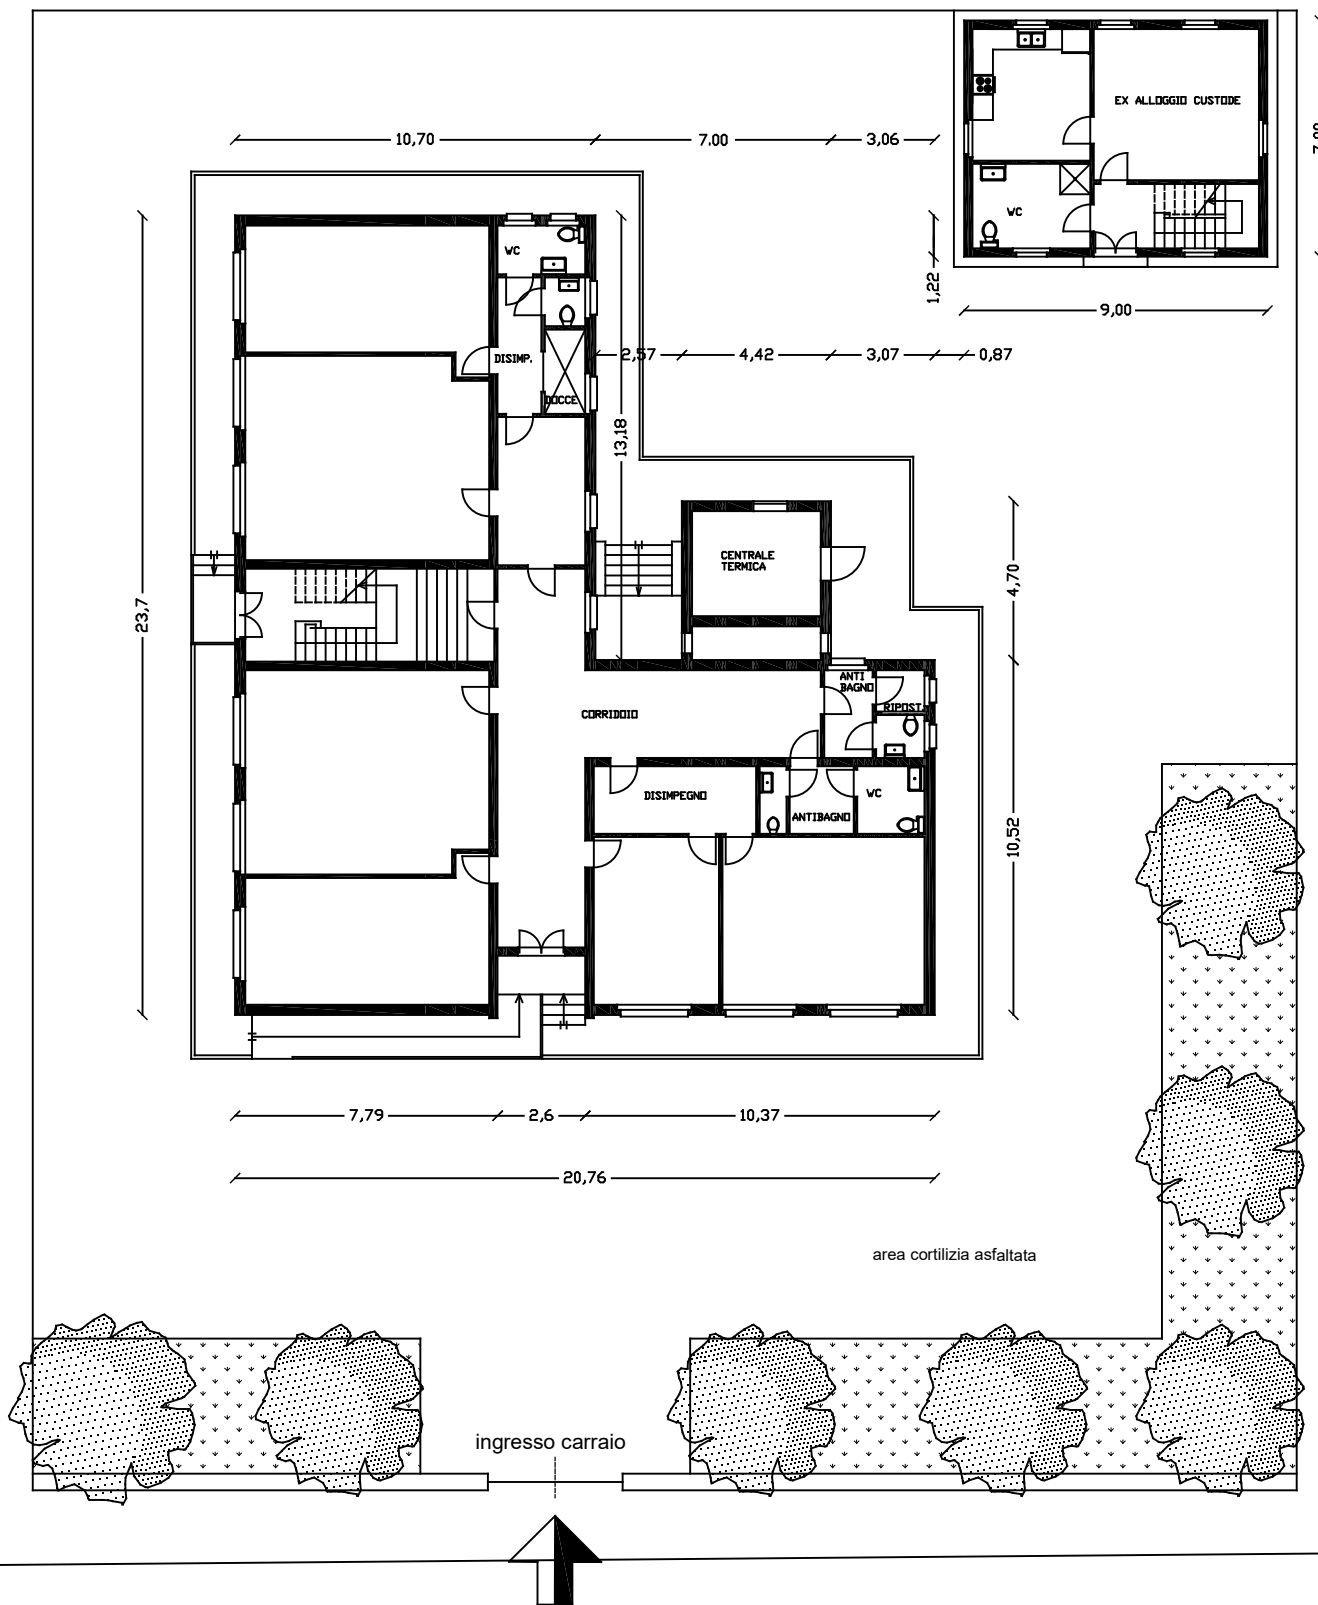 EX ALLOGGIO CUSTODE
10,70
7.00
3,06
7,00
WC
WC
1,22
9,00
DISIMP.
2,57
4,42
3,07
0,87
DOCCE
13,18
CENTRALE
TERMICA
4,70
23,7
ANTI
BAGNO
RIPOST.
CORRIDOIO
DISIMPEGNO
WC
ANTIBAGNO
10,52
7,79
2,6
10,37
20,76
area cortilizia asfaltata
ingresso carraio